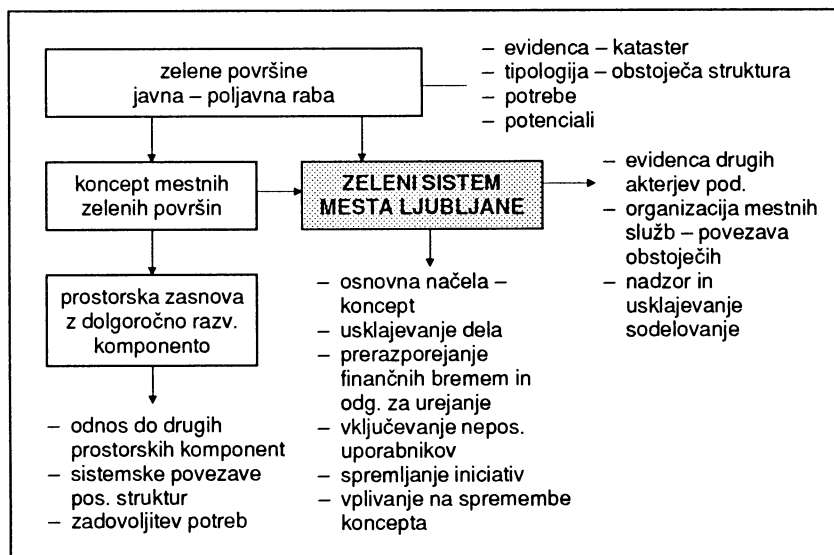 zelene površine
javna – poljavna raba
– evidenca – kataster
– tipologija – obstoječa struktura
– potrebe
– potenciali
koncept mestnih
zelenih površin
ZELENI SISTEM
MESTA LJUBLJANE
– evidenca drugih
akterjev pod.
– organizacija mestnih
služb – povezava
obstoječih
– nadzor in
usklajevanje
sodelovanje
prostorska zasnova
z dolgoročno razv.
komponento
– odnos do drugih
prostorskih komponent
– sistemske povezave
pos. struktur
– zadovoljitev potreb
– osnovna načela –
koncept
– usklajevanje dela
– prerazporejanje
finančnih bremem in
odg. za urejanje
– vključevanje nepos.
uporabnikov
– spremljanje iniciativ
– vplivanje na spremembe
koncepta